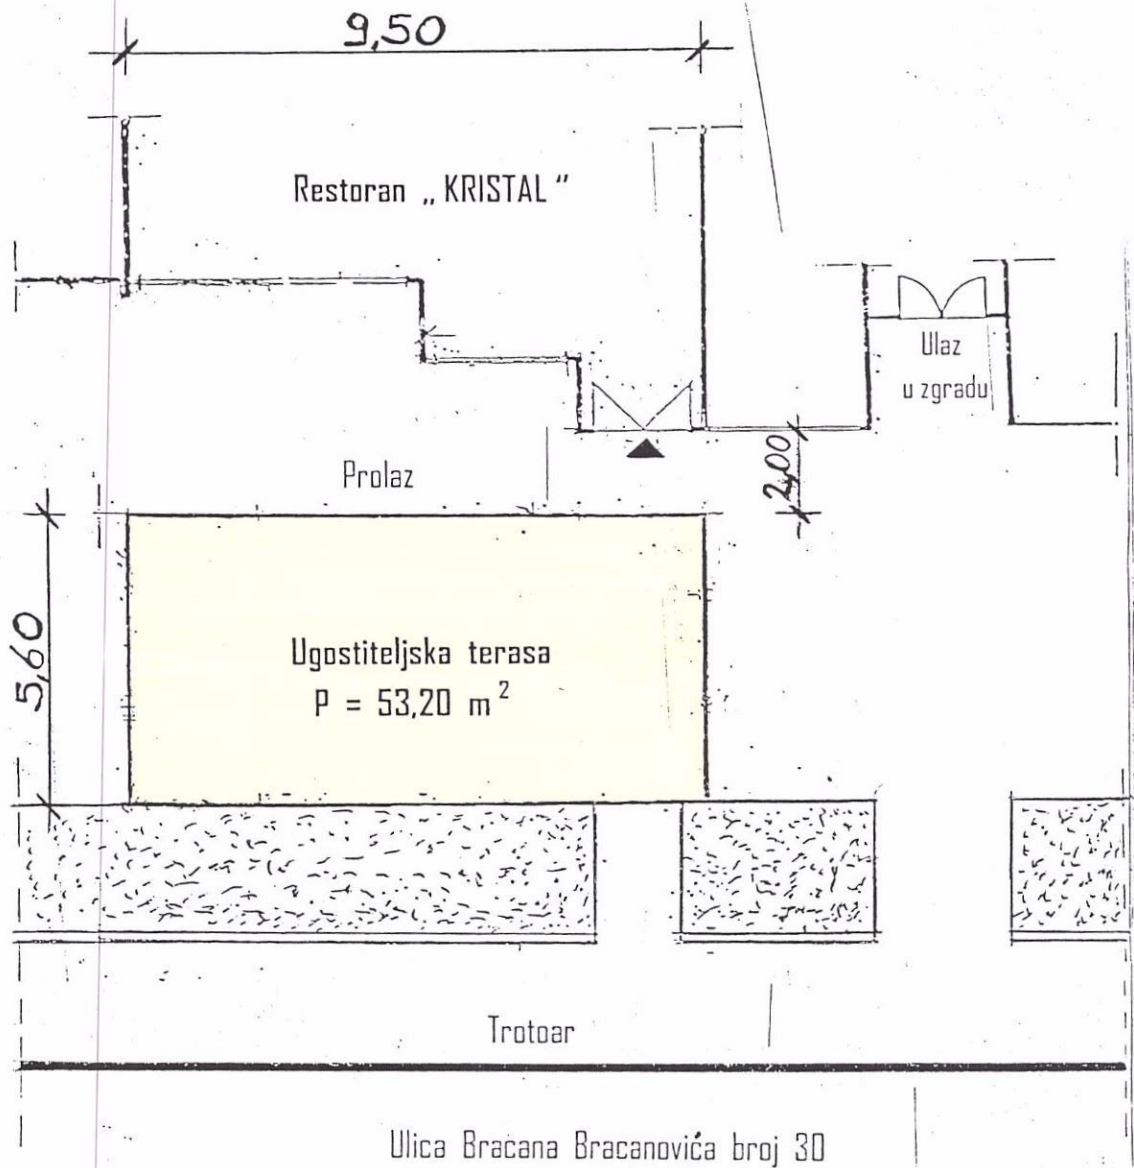 9,50
Restoran „ KRISTAL "
Ulaz
u zgradu
2,00
Prolaz
5,60
Ugostiteljska terasa
P = 53,20 m²
Trotoar
Ulica Bracana Bracanovića broj 30